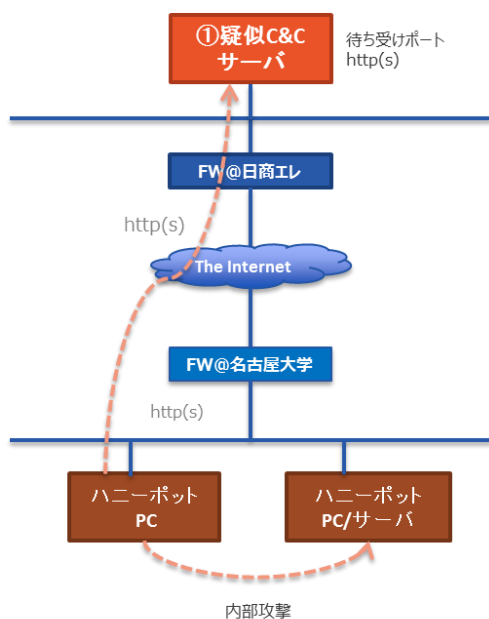 ①疑似C&C
サーバ
待ち受けポート
http(s)
FW@日商エレ
http(s)
The Internet
FW@名古屋大学
http(s)
ハニーポット
PC
ハニーポット
PC/サーバ
内部攻撃